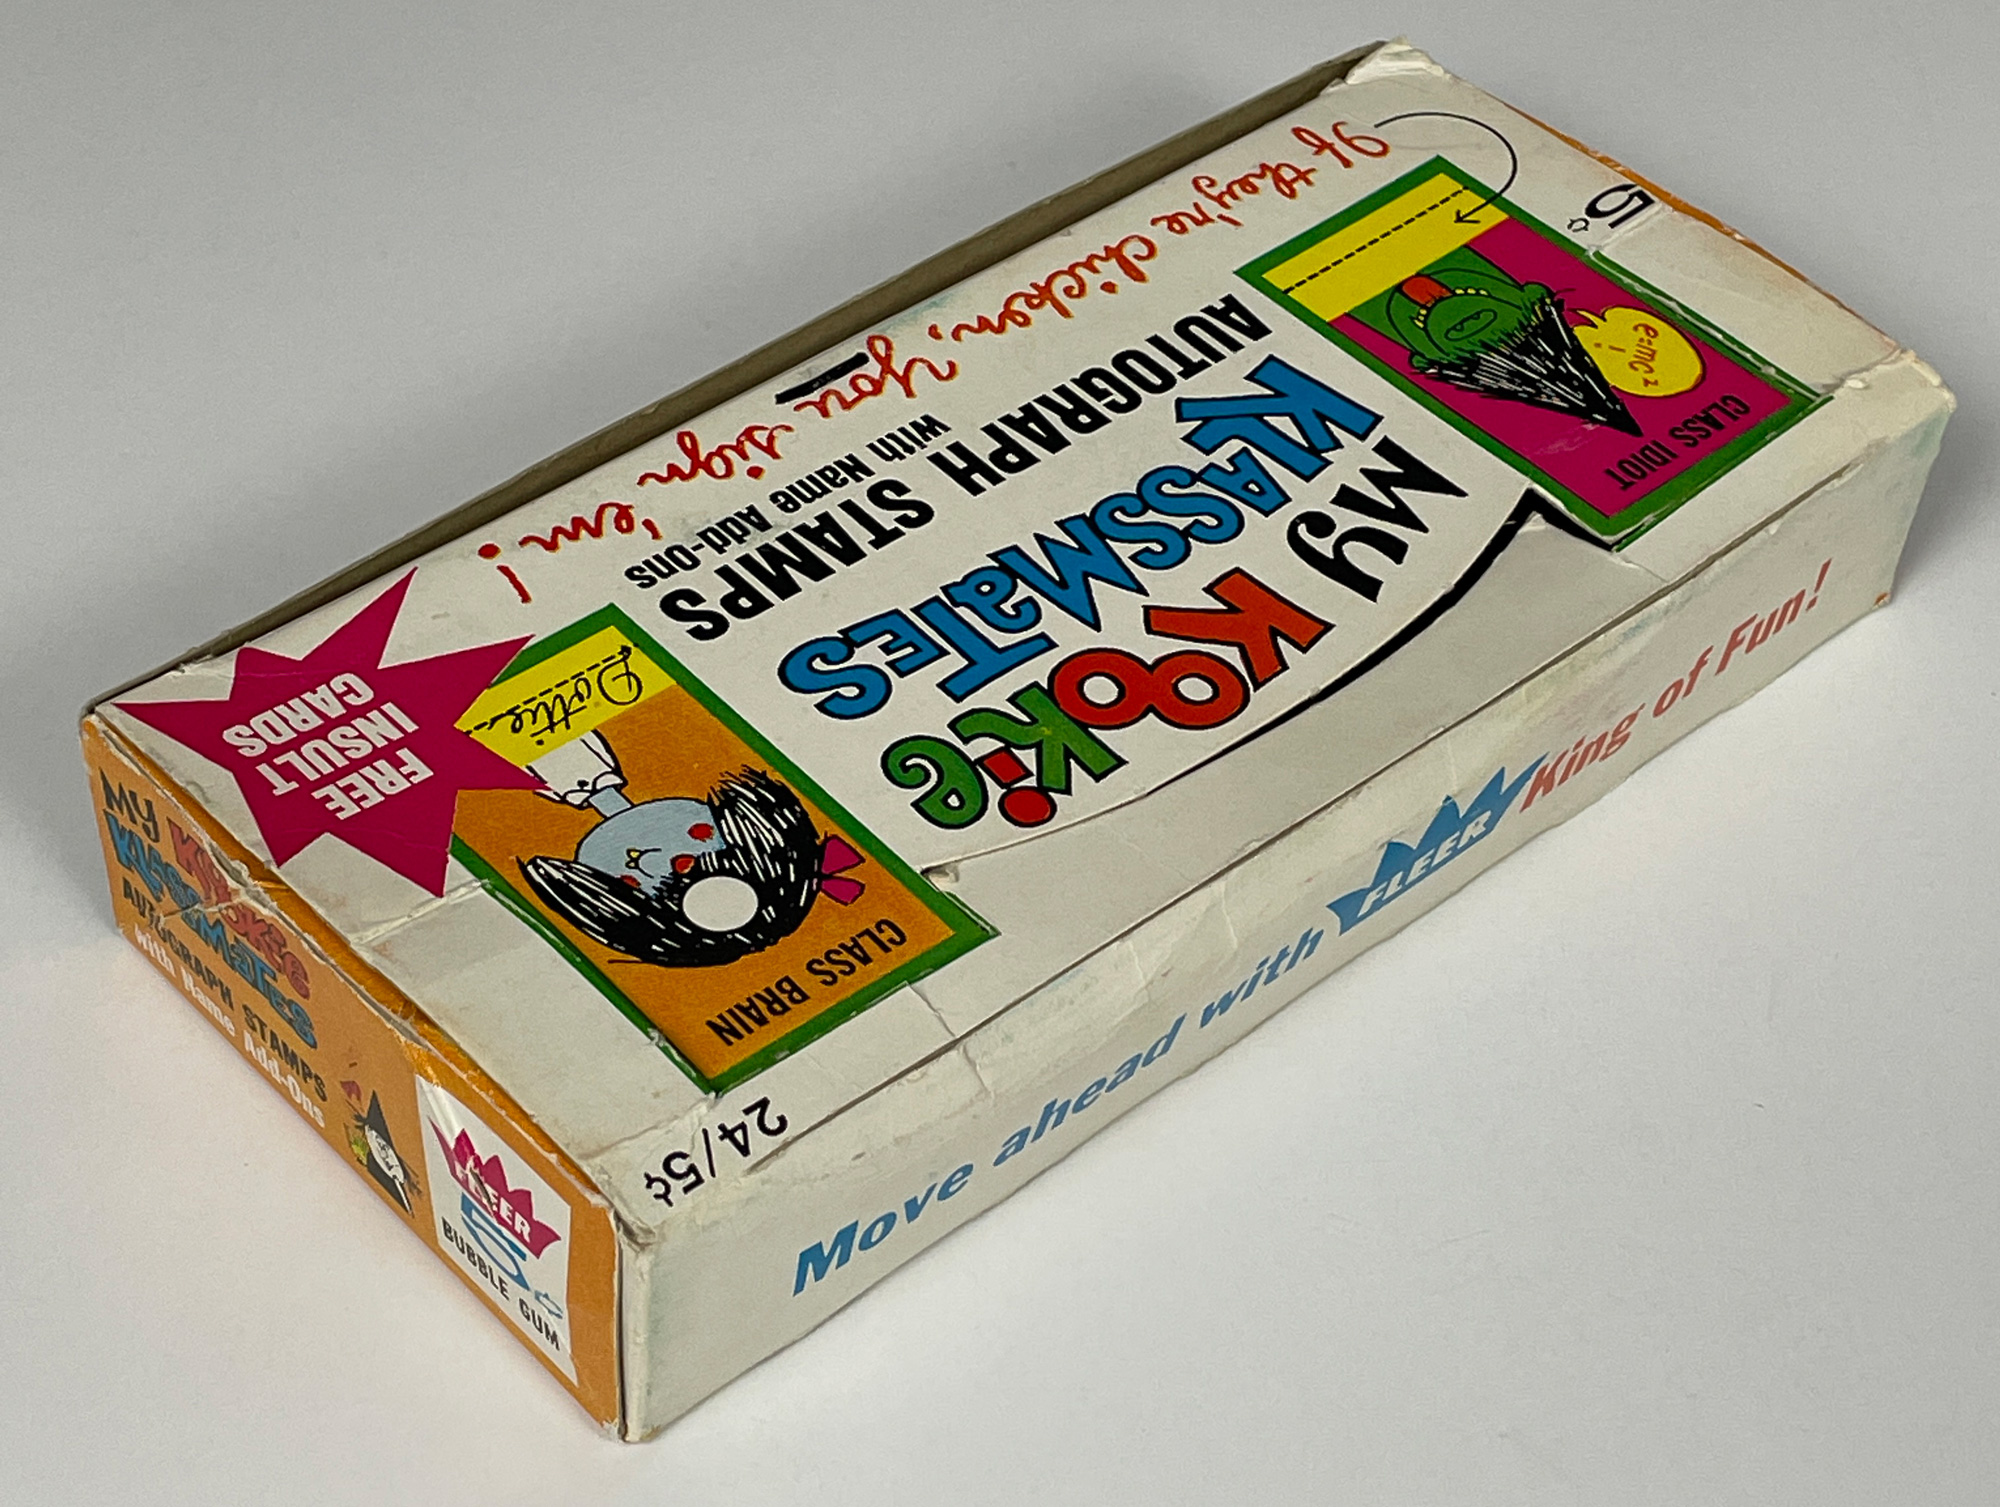 5¢
CLASS IDIOT
e=mc²
!
MY KOOKie
KLASSMaTES
AUTOGRAPH STAMPS
with Name Add-Ons
If they're chicken, you sign 'em!
CLASS BRAIN
Dottie
FREE
INSULT
CARDS
24/5¢
Move ahead with FLEER King of Fun!
MY KOOKie
KLASSMaTES
AUTOGRAPH STAMPS
with Name Add-Ons
FLEER
5¢
BUBBLE GUM